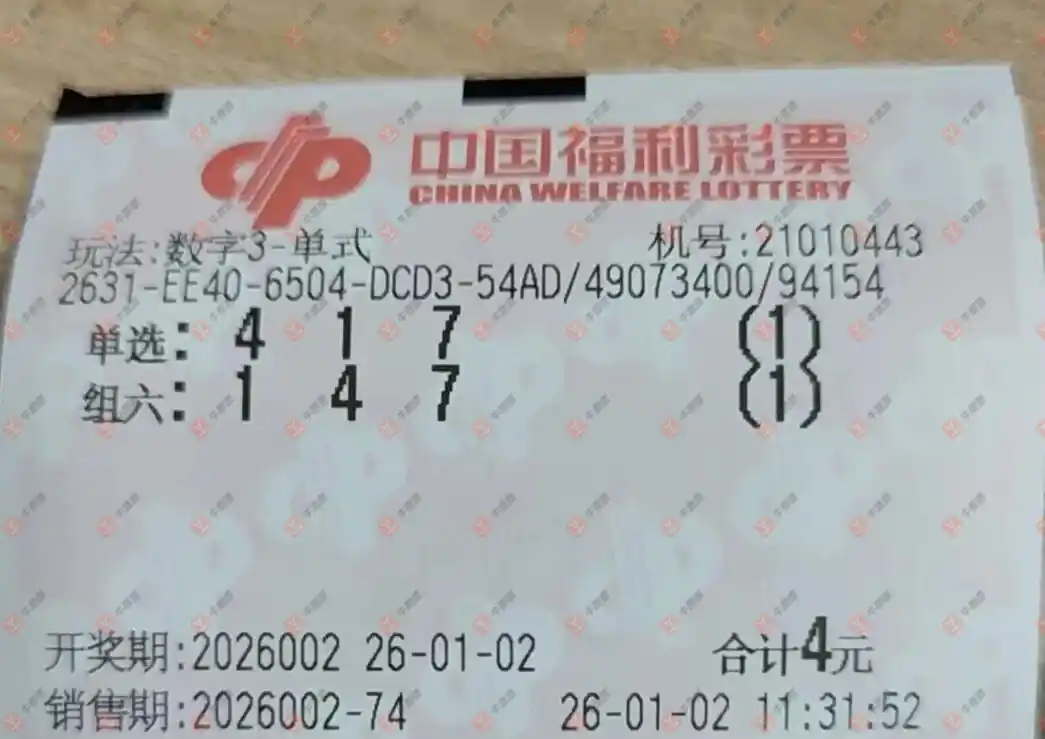 中国福利彩票
CHINA WELFARE LOTTERY
玩法:数字3-单式 机号:21010443
2631-EE40-6504-DCD3-54AD/49073400/94154
单选: 4 1 7 (1)
组六: 1 4 7 (1)
开奖期:2026002 26-01-02 合计4元
销售期:2026002-74 26-01-02 11:31:52